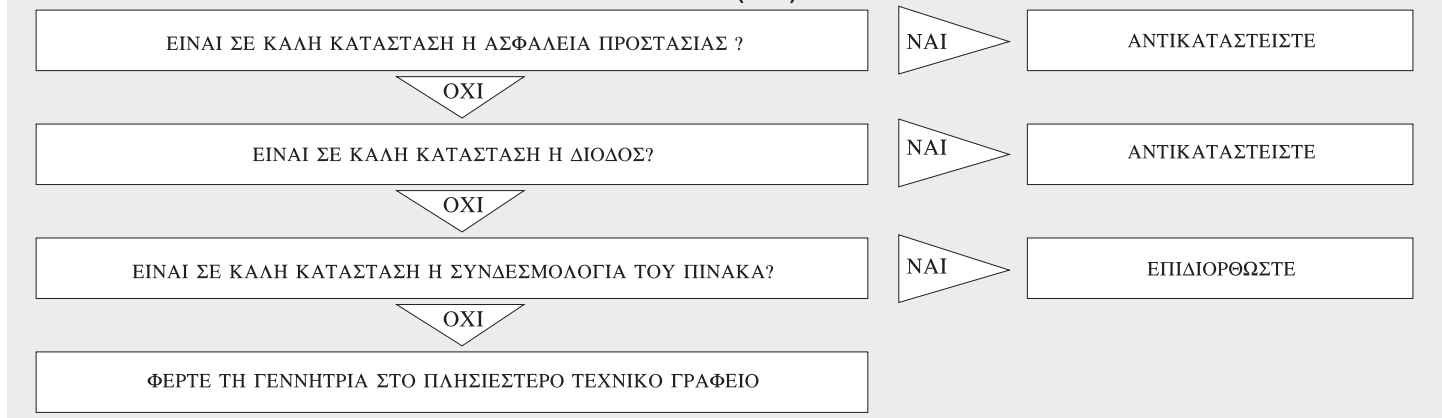 ΕΙΝΑΙ ΣΕ ΚΑΛΗ ΚΑΤΑΣΤΑΣΗ Η ΑΣΦΑΛΕΙΑ ΠΡΟΣΤΑΣΙΑΣ ?
ΝΑΙ
ΑΝΤΙΚΑΤΑΣΤΕΙΣΤΕ
ΟΧΙ
ΕΙΝΑΙ ΣΕ ΚΑΛΗ ΚΑΤΑΣΤΑΣΗ Η ΔΙΟΔΟΣ?
ΝΑΙ
ΑΝΤΙΚΑΤΑΣΤΕΙΣΤΕ
ΟΧΙ
ΕΙΝΑΙ ΣΕ ΚΑΛΗ ΚΑΤΑΣΤΑΣΗ Η ΣΥΝΔΕΣΜΟΛΟΓΙΑ ΤΟΥ ΠΙΝΑΚΑ?
ΝΑΙ
ΕΠΙΔΙΟΡΘΩΣΤΕ
ΟΧΙ
ΦΕΡΤΕ ΤΗ ΓΕΝΝΗΤΡΙΑ ΣΤΟ ΠΛΗΣΙΕΣΤΕΡΟ ΤΕΧΝΙΚΟ ΓΡΑΦΕΙΟ